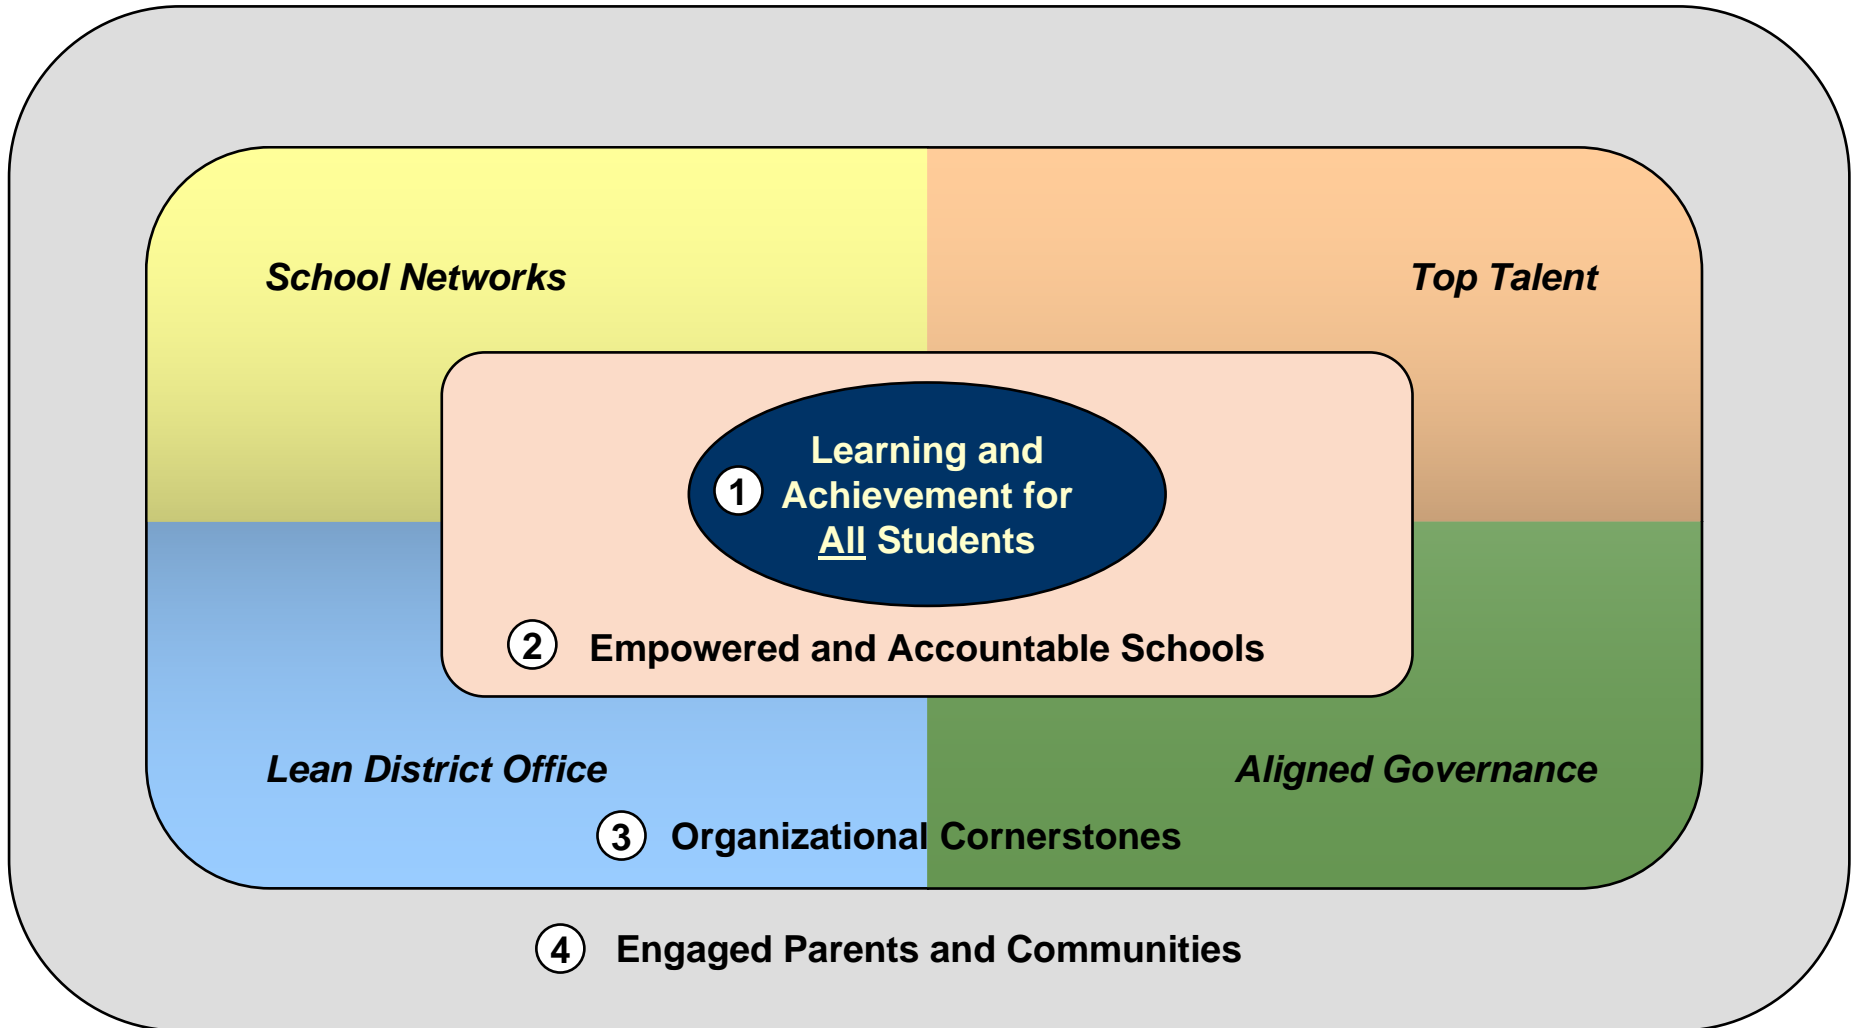 School Networks
Top Talent
1
Learning and
Achievement for
All Students
2 Empowered and Accountable Schools
Lean District Office
Aligned Governance
3 Organizational Cornerstones
4 Engaged Parents and Communities